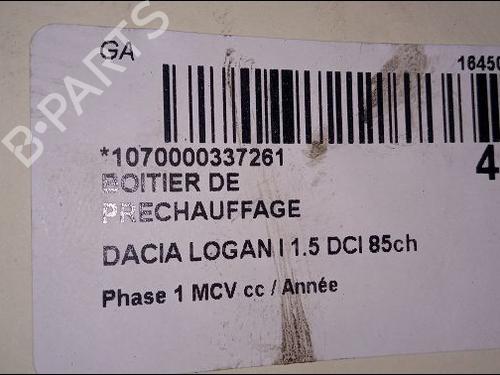 GA
16450
*1070000337261
4
BOITIER DE
PRECHAUFFAGE
DACIA LOGAN I 1.5 DCI 85ch
Phase 1 MCV cc / Année
B-PARTS